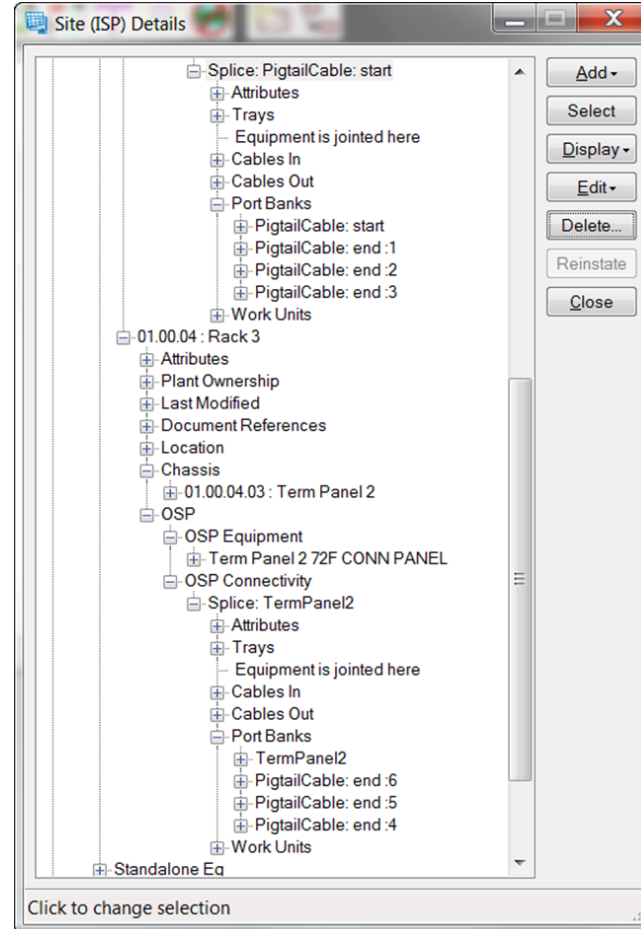 Site (ISP) Details
Splice: PigtailCable: start
Attributes
Trays
Equipment is jointed here
Cables In
Cables Out
Port Banks
PigtailCable: start
PigtailCable: end :1
PigtailCable: end :2
PigtailCable: end :3
Work Units
01.00.04 : Rack 3
Attributes
Plant Ownership
Last Modified
Document References
Location
Chassis
01.00.04.03 : Term Panel 2
OSP
OSP Equipment
Term Panel 2 72F CONN PANEL
OSP Connectivity
Splice: TermPanel2
Attributes
Trays
Equipment is jointed here
Cables In
Cables Out
Port Banks
TermPanel2
PigtailCable: end :6
PigtailCable: end :5
PigtailCable: end :4
Work Units
Standalone Eq
Add
Select
Display
Edit
Delete...
Reinstate
Close
Click to change selection